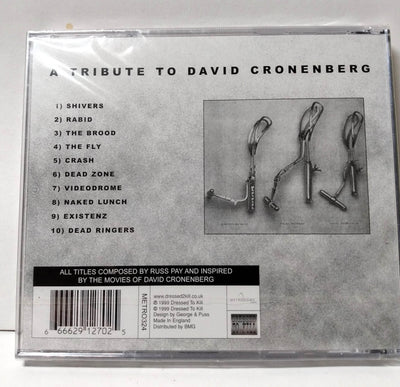 A TRIBUTE TO DAVID CRONENBERG
1) SHIVERS
2) RABID
3) THE BROOD
4) THE FLY
5) CRASH
6) DEAD ZONE
7) VIDEODROME
8) NAKED LUNCH
9) EXISTENZ
10) DEAD RINGERS
ALL TITLES COMPOSED BY RUSS PAY AND INSPIRED
BY THE MOVIES OF DAVID CRONENBERG
6 66629 12702 5
METRO324
www.dressed2kill.co.uk
℗ 1999 Dressed To Kill
© 1999 Dressed To Kill
Design by George & Puss
Made In England
Distributed by BMG